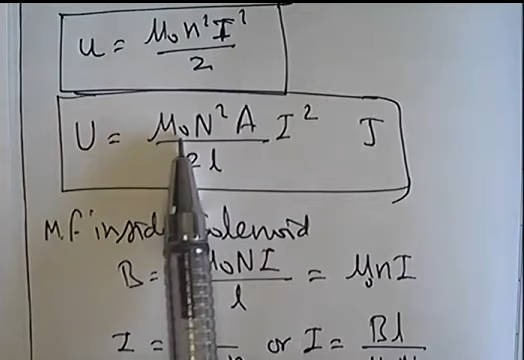 u = μ₀n²I² / 2
U = μ₀N²A / 2l I² J
M.F inside Solenoid
B = μ₀NI / l = μ₀nI
I = or I = Bl /